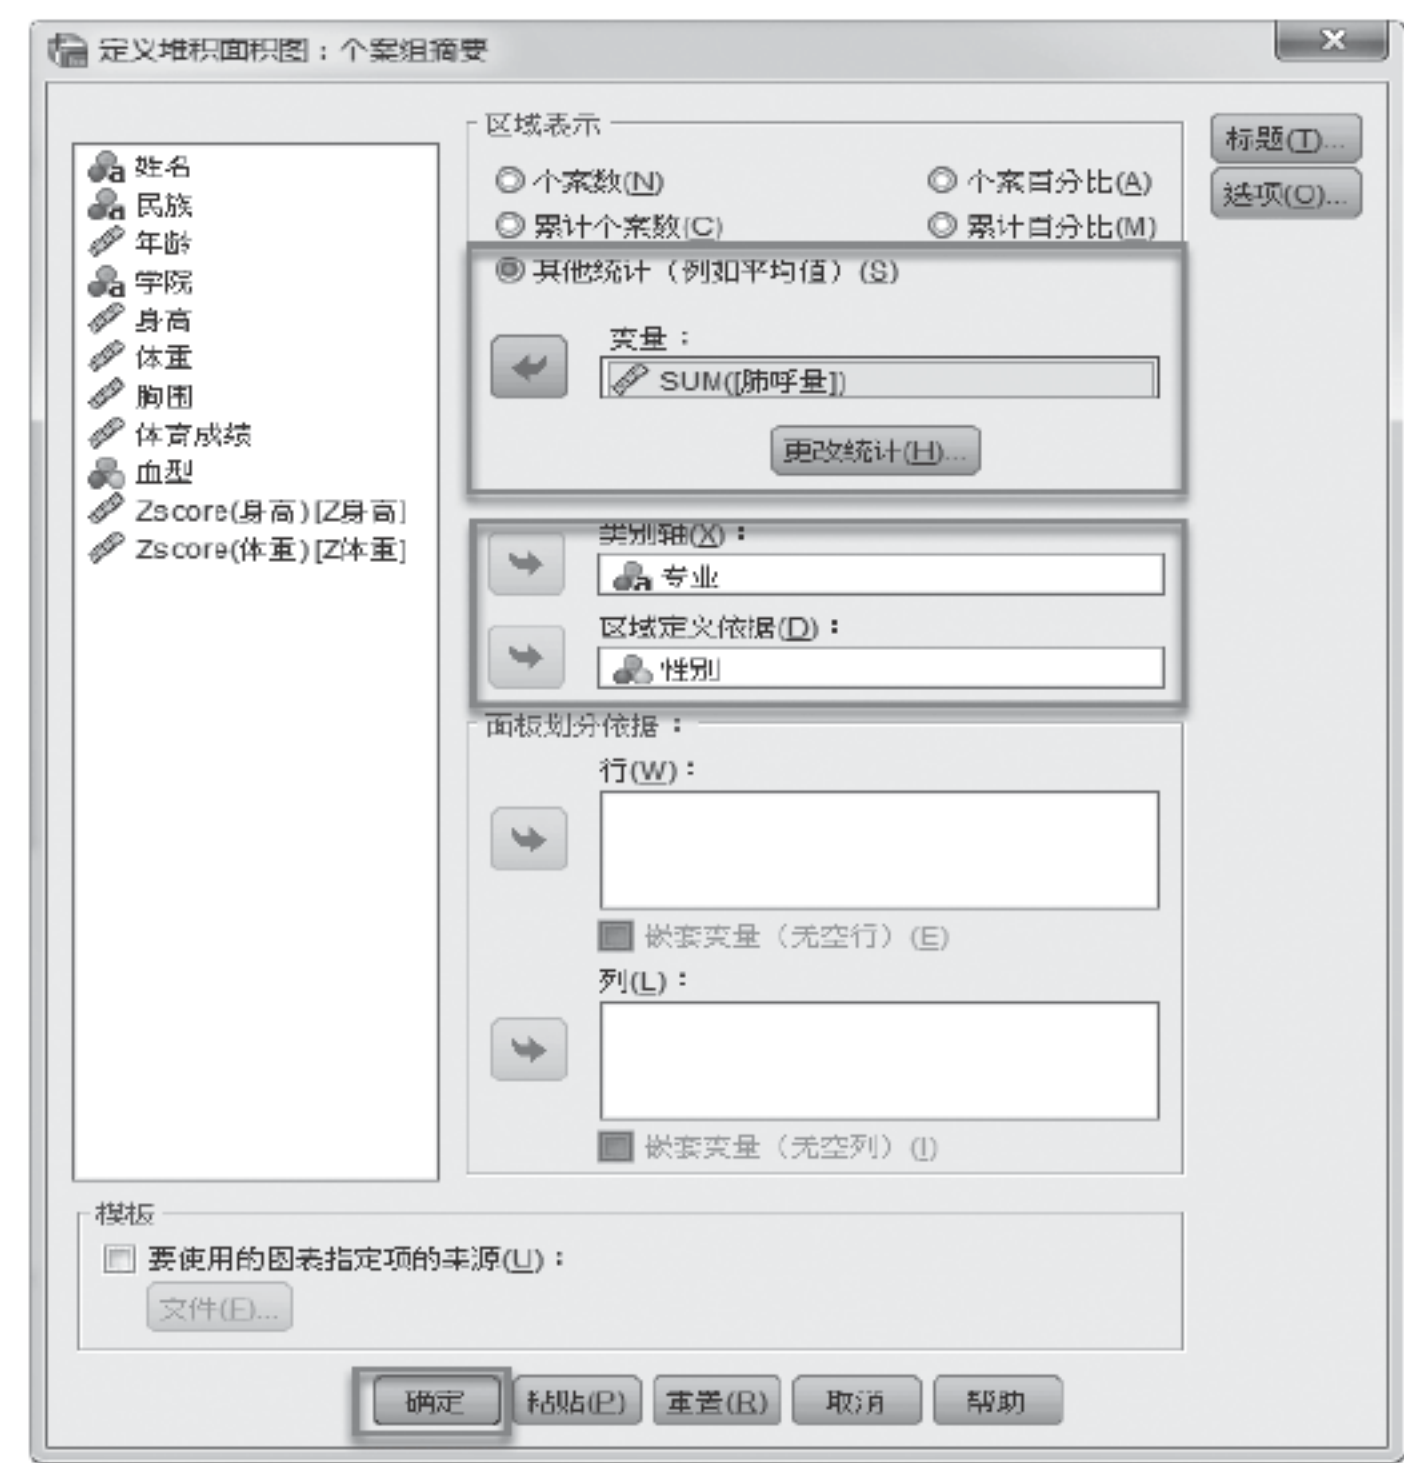 定义堆积面积图：个案组摘要
姓名
民族
年龄
学院
身高
体重
胸围
体育成绩
血型
Zscore(身高)[Z身高]
Zscore(体重)[Z体重]
区域表示
个案数(N)
个案百分比(A)
累计个案数(C)
累计百分比(M)
其他统计（例如平均值）(S)
变量：
SUM([肺呼量])
更改统计(H)...
类别轴(X)：
专业
区域定义依据(D)：
性别
面板划分依据：
行(W)：
嵌套变量（无空行）(E)
列(L)：
嵌套变量（无空列）(I)
标题(T)...
选项(O)...
模板
要使用的图表指定项的来源(U)：
文件(F)...
确定
粘贴(P)
重置(R)
取消
帮助